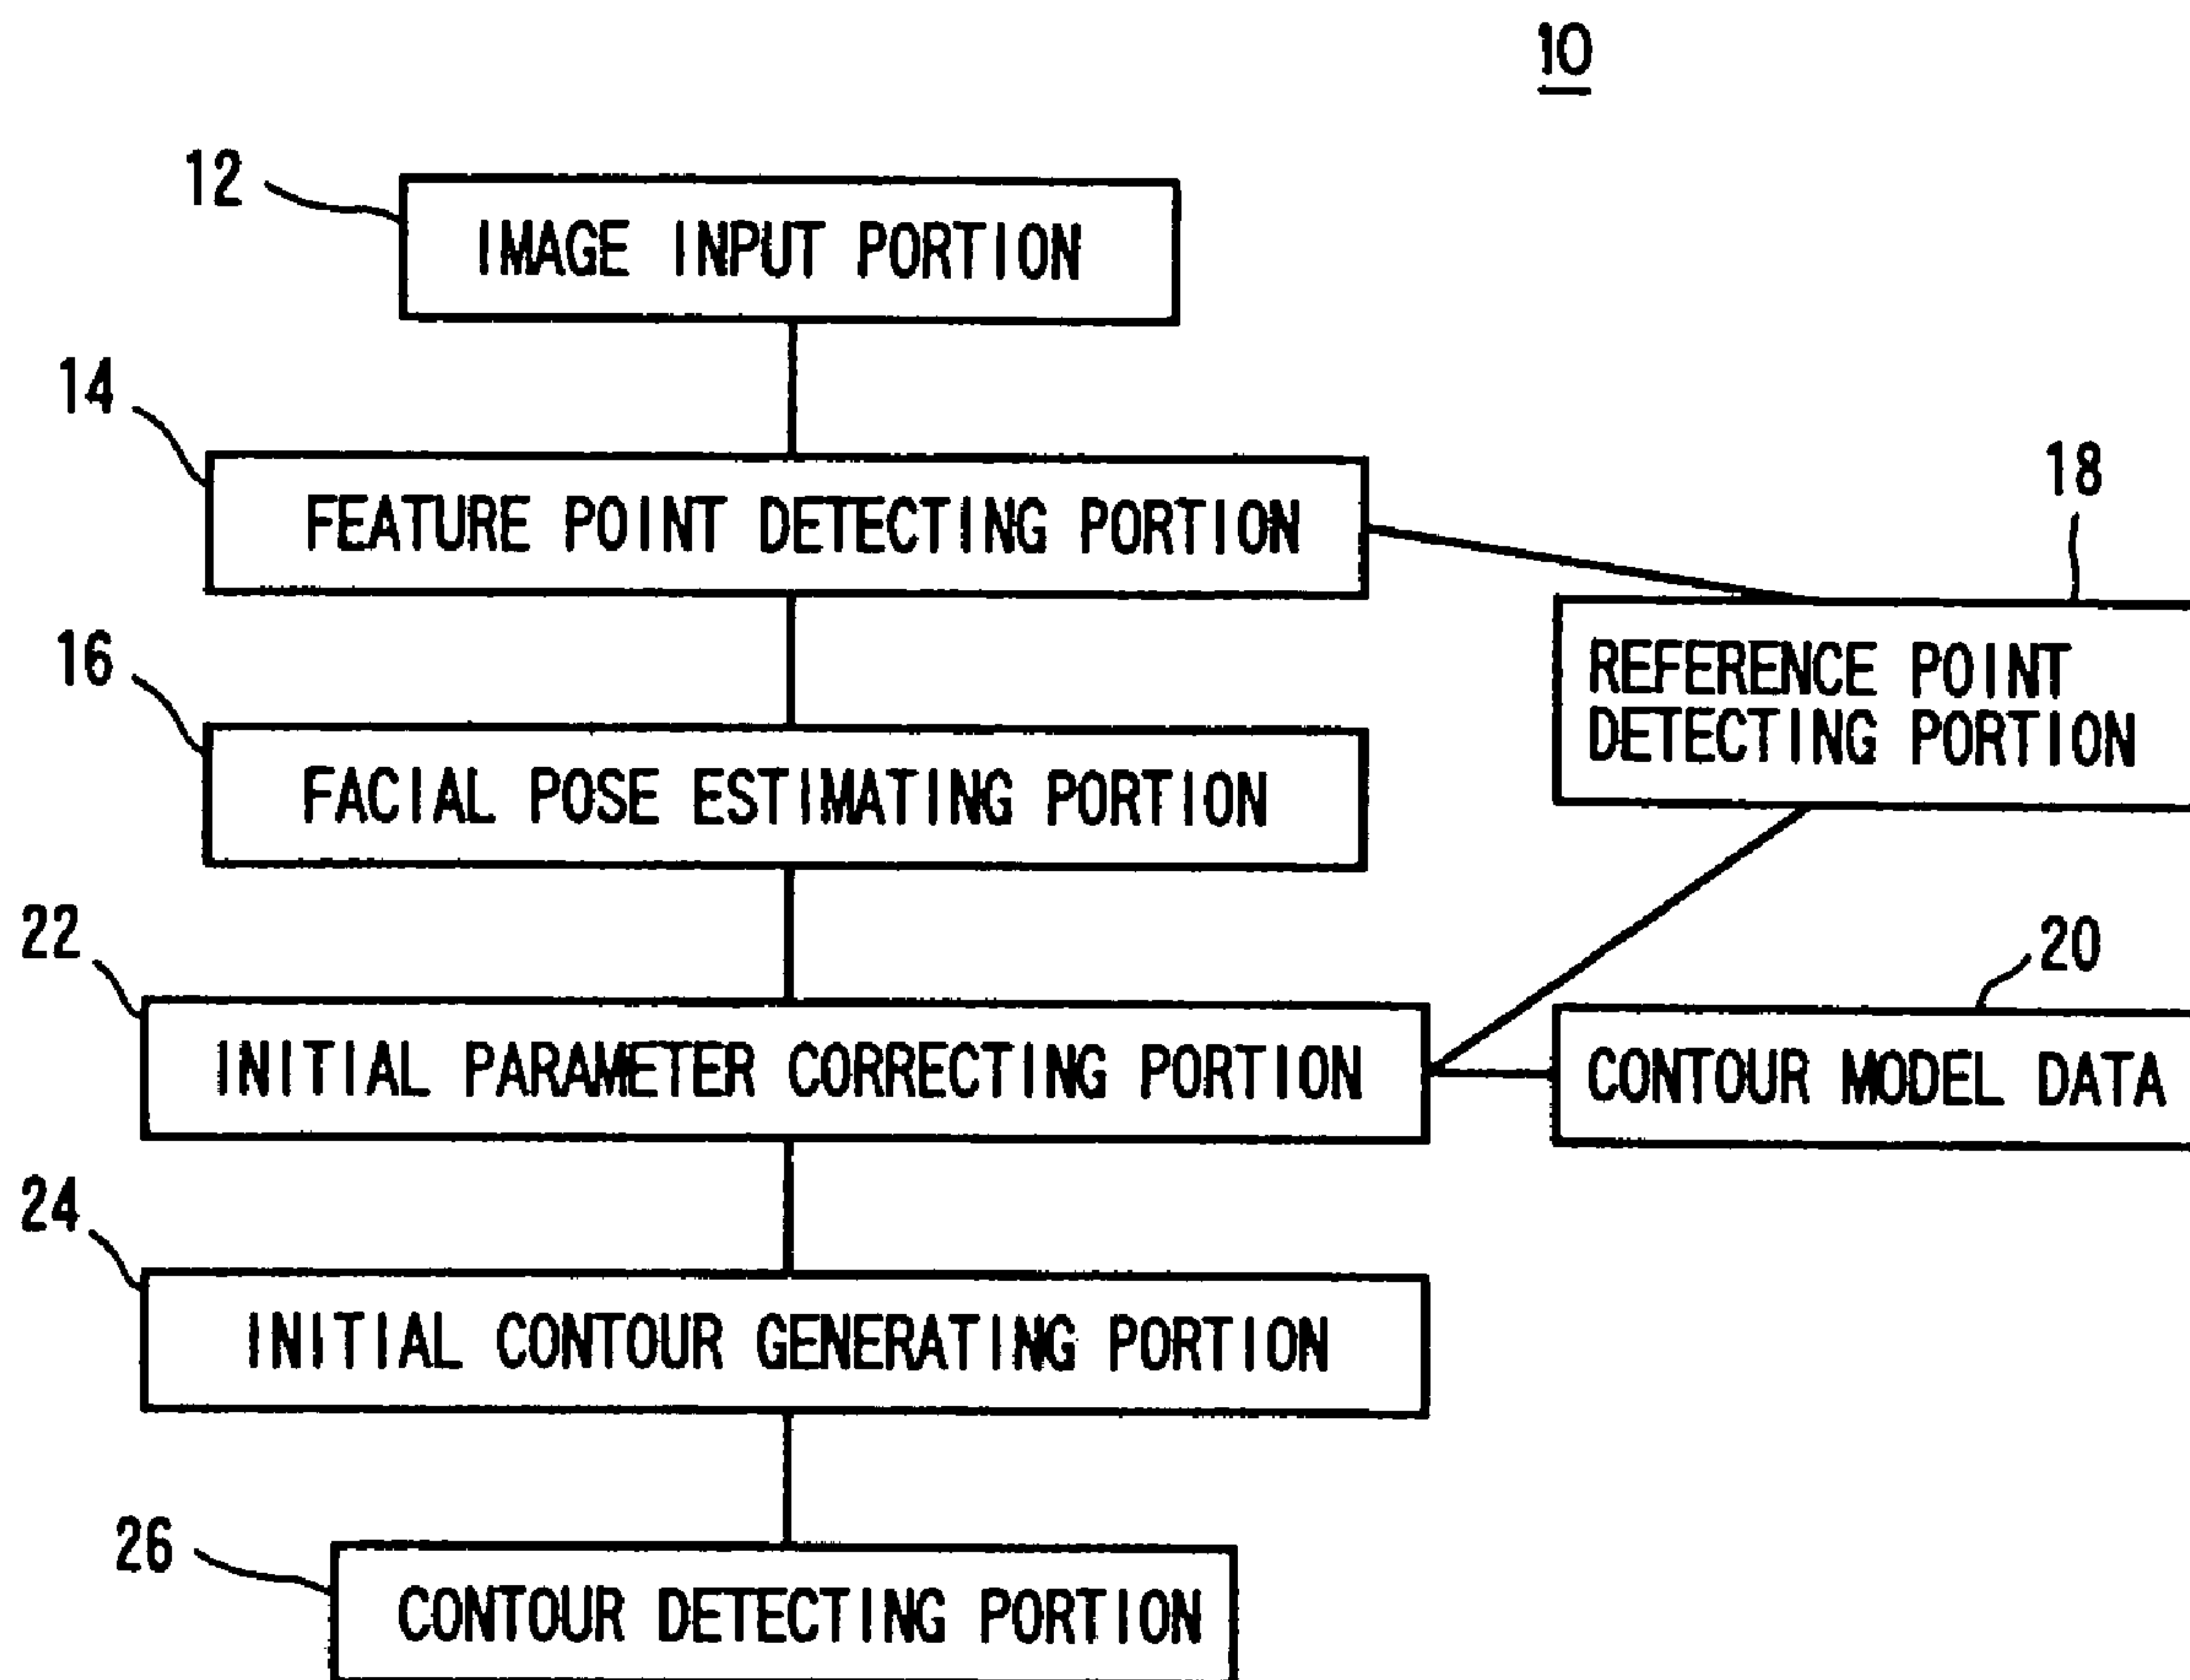 10
12
IMAGE INPUT PORTION
14
FEATURE POINT DETECTING PORTION
18
REFERENCE POINT
DETECTING PORTION
16
FACIAL POSE ESTIMATING PORTION
22
INITIAL PARAMETER CORRECTING PORTION
20
CONTOUR MODEL DATA
24
INITIAL CONTOUR GENERATING PORTION
26
CONTOUR DETECTING PORTION